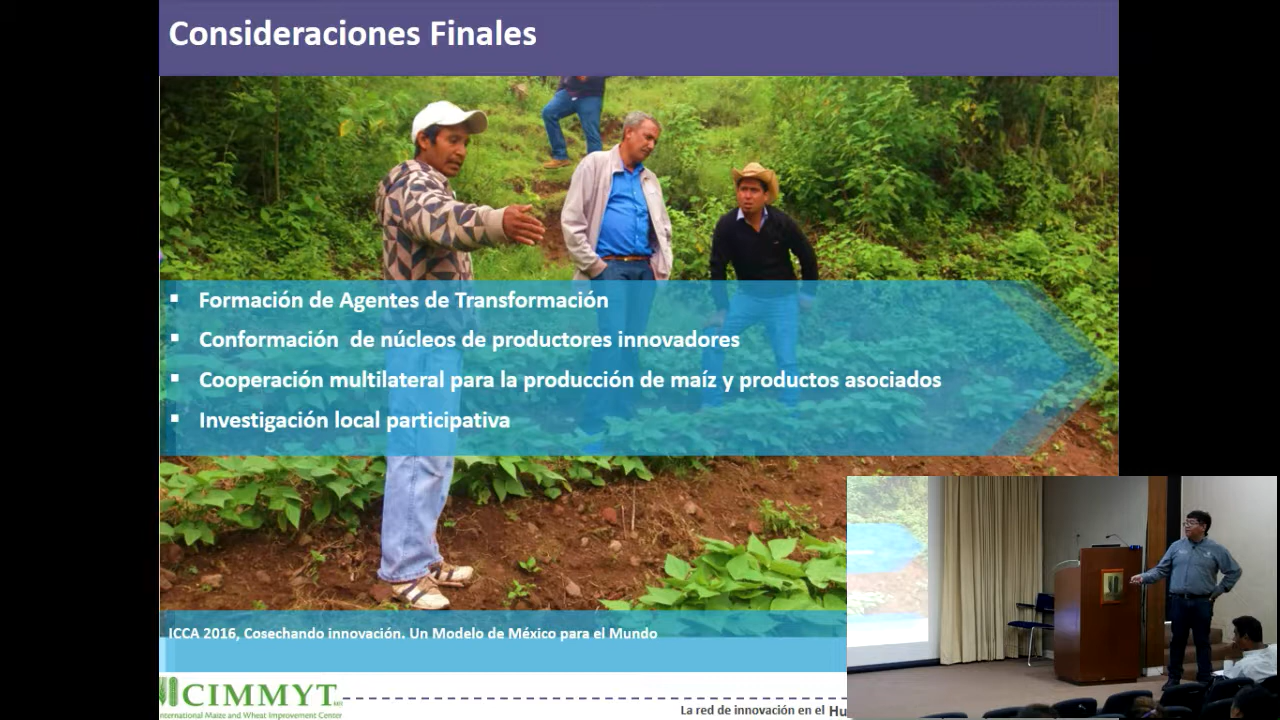 Consideraciones Finales
▪ Formación de Agentes de Transformación
▪ Conformación de núcleos de productores innovadores
▪ Cooperación multilateral para la producción de maíz y productos asociados
▪ Investigación local participativa
ICCA 2016, Cosechando innovación. Un Modelo de México para el Mundo
CIMMYT
International Maize and Wheat Improvement Center
La red de innovación en el Hu